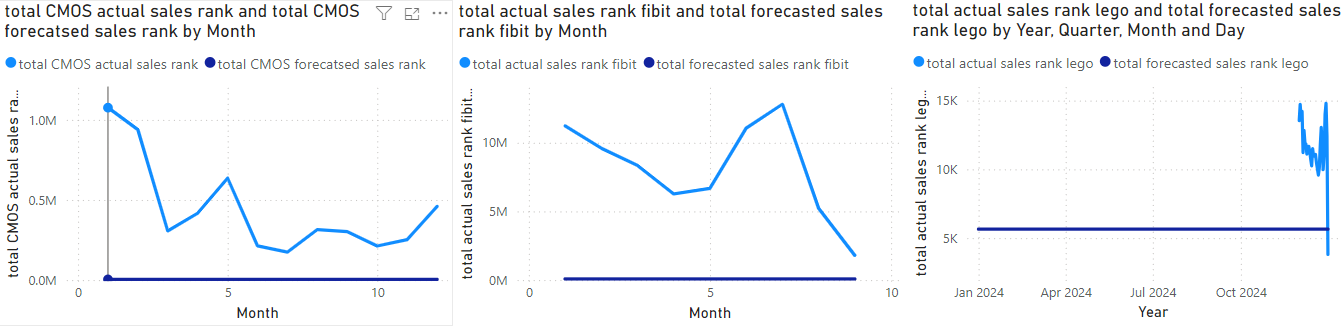 total CMOS actual sales rank and total CMOS
forecatsed sales rank by Month
total CMOS actual sales rank
total CMOS forecatsed sales rank
total CMOS actual sales ra...
1.0M
0.5M
0.0M
0
5
10
Month
total actual sales rank fibit and total forecasted sales
rank fibit by Month
total actual sales rank fibit
total forecasted sales rank fibit
total actual sales rank fibit...
10M
5M
0M
0
5
10
Month
total actual sales rank lego and total forecasted sales
rank lego by Year, Quarter, Month and Day
total actual sales rank lego
total forecasted sales rank lego
total actual sales rank leg...
15K
10K
5K
Jan 2024
Apr 2024
Jul 2024
Oct 2024
Year